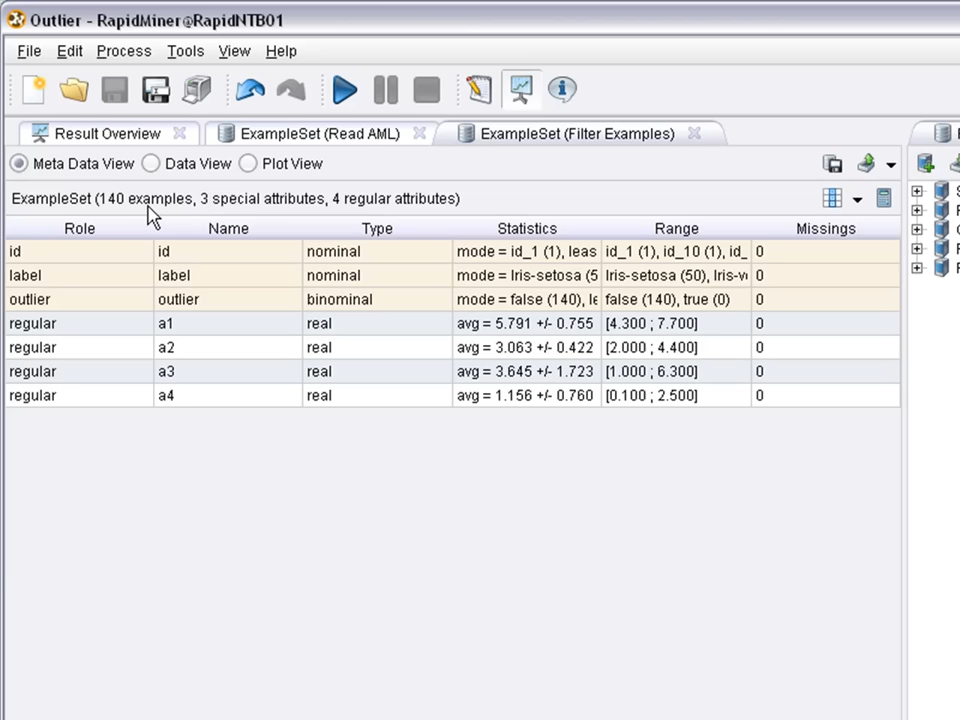 Outlier - RapidMiner@RapidNTB01
File Edit Process Tools View Help
Result Overview ExampleSet (Read AML) ExampleSet (Filter Examples)
Meta Data View Data View Plot View
ExampleSet (140 examples, 3 special attributes, 4 regular attributes)
Role Name Type Statistics Range Missings
id id nominal mode = id_1 (1), leas id_1 (1), id_10 (1), id_ 0
label label nominal mode = Iris-setosa (5 Iris-setosa (50), Iris-v 0
outlier outlier binominal mode = false (140), le false (140), true (0) 0
regular a1 real avg = 5.791 +/- 0.755 [4.300 ; 7.700] 0
regular a2 real avg = 3.063 +/- 0.422 [2.000 ; 4.400] 0
regular a3 real avg = 3.645 +/- 1.723 [1.000 ; 6.300] 0
regular a4 real avg = 1.156 +/- 0.760 [0.100 ; 2.500] 0